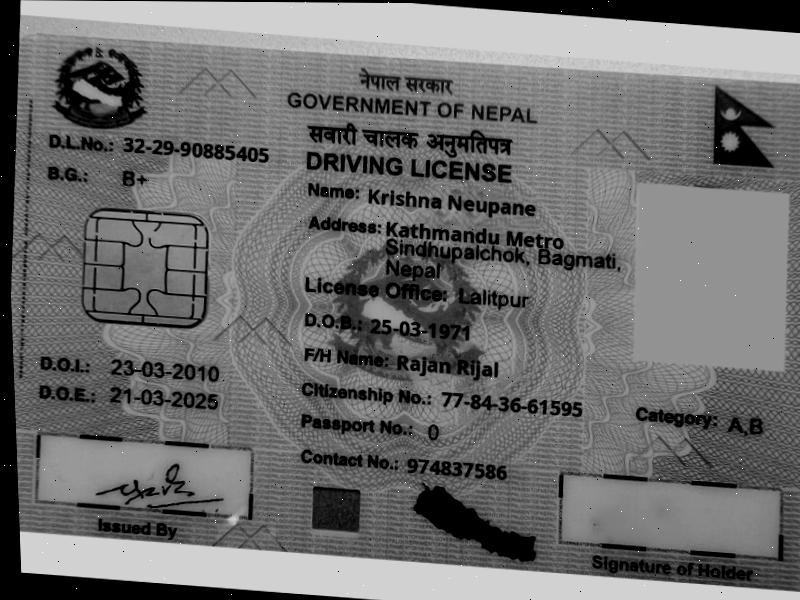 नेपाल सरकार
GOVERNMENT OF NEPAL
सवारी चालक अनुमतिपत्र
DRIVING LICENSE
D.L.No.: 32-29-90885405
B.G.: B+
Name: Krishna Neupane
Address: Kathmandu Metro
Sindhupalchok, Bagmati,
Nepal
License Office: Lalitpur
D.O.B.: 25-03-1971
F/H Name: Rajan Rijal
D.O.I.: 23-03-2010
D.O.E.: 21-03-2025
Citizenship No.: 77-84-36-61595
Passport No.: 0
Contact No.: 974837586
Category: A,B
Issued By
Signature of Holder